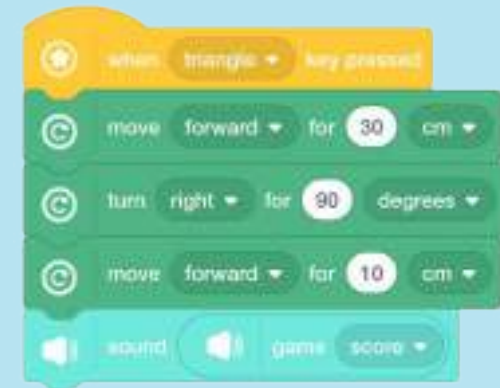 when triangle key pressed
move forward for 30 cm
turn right for 90 degrees
move forward for 10 cm
sound game score